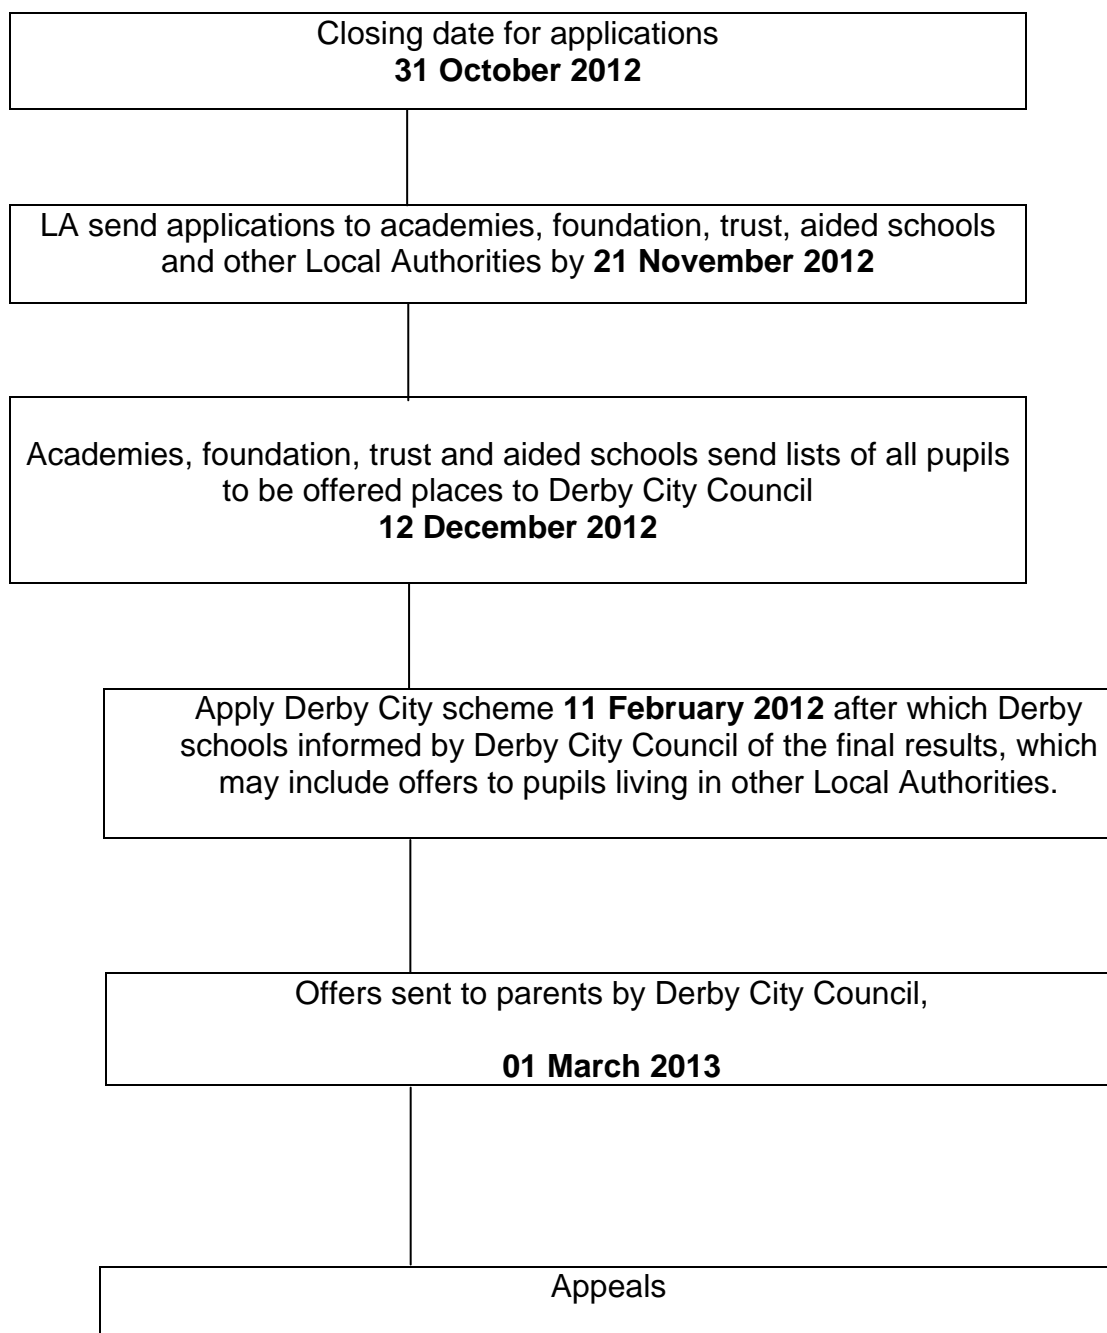 Closing date for applications
31 October 2012
LA send applications to academies, foundation, trust, aided schools
and other Local Authorities by 21 November 2012
Academies, foundation, trust and aided schools send lists of all pupils
to be offered places to Derby City Council
12 December 2012
Apply Derby City scheme 11 February 2012 after which Derby
schools informed by Derby City Council of the final results, which
may include offers to pupils living in other Local Authorities.
Offers sent to parents by Derby City Council,
01 March 2013
Appeals